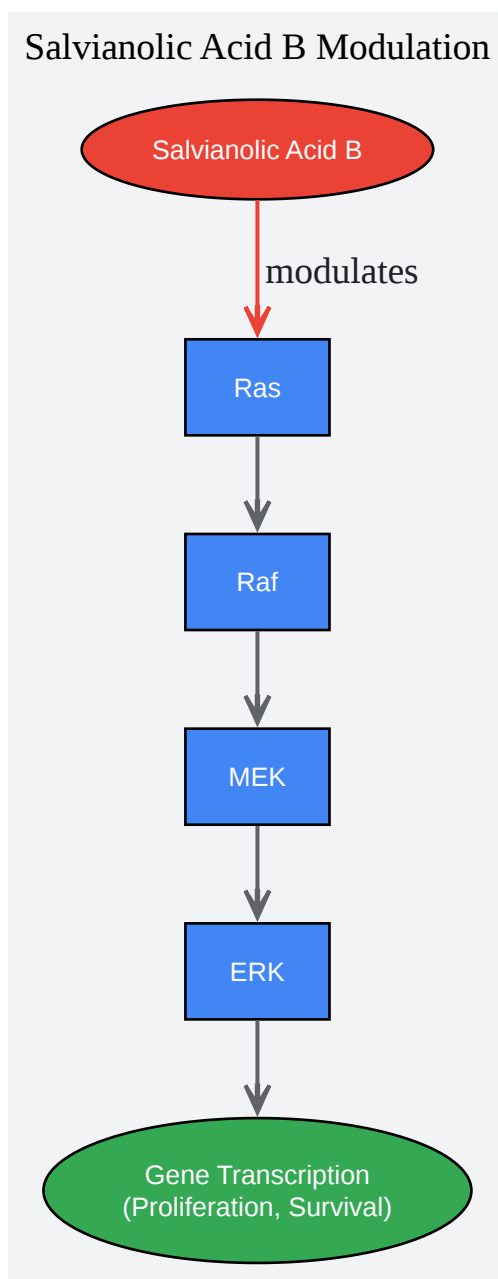 Salvianolic Acid B Modulation
Salvianolic Acid B
modulates
Ras
Raf
MEK
ERK
Gene Transcription
(Proliferation, Survival)